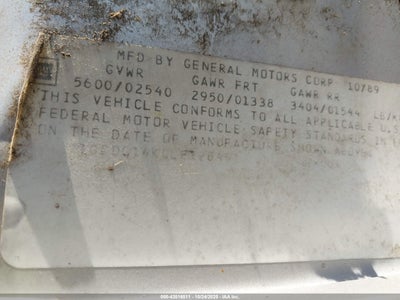 MFD BY GENERAL MOTORS CORP 10/89
GVWR GAWR FRT GAWR RR
5600/02540 2950/01338 3404/01544 LB/K
THIS VEHICLE CONFORMS TO ALL APPLICABLE U.S
FEDERAL MOTOR VEHICLE SAFETY STANDARDS IN E
ON THE DATE OF MANUFACTURE SHOWN ABOVE